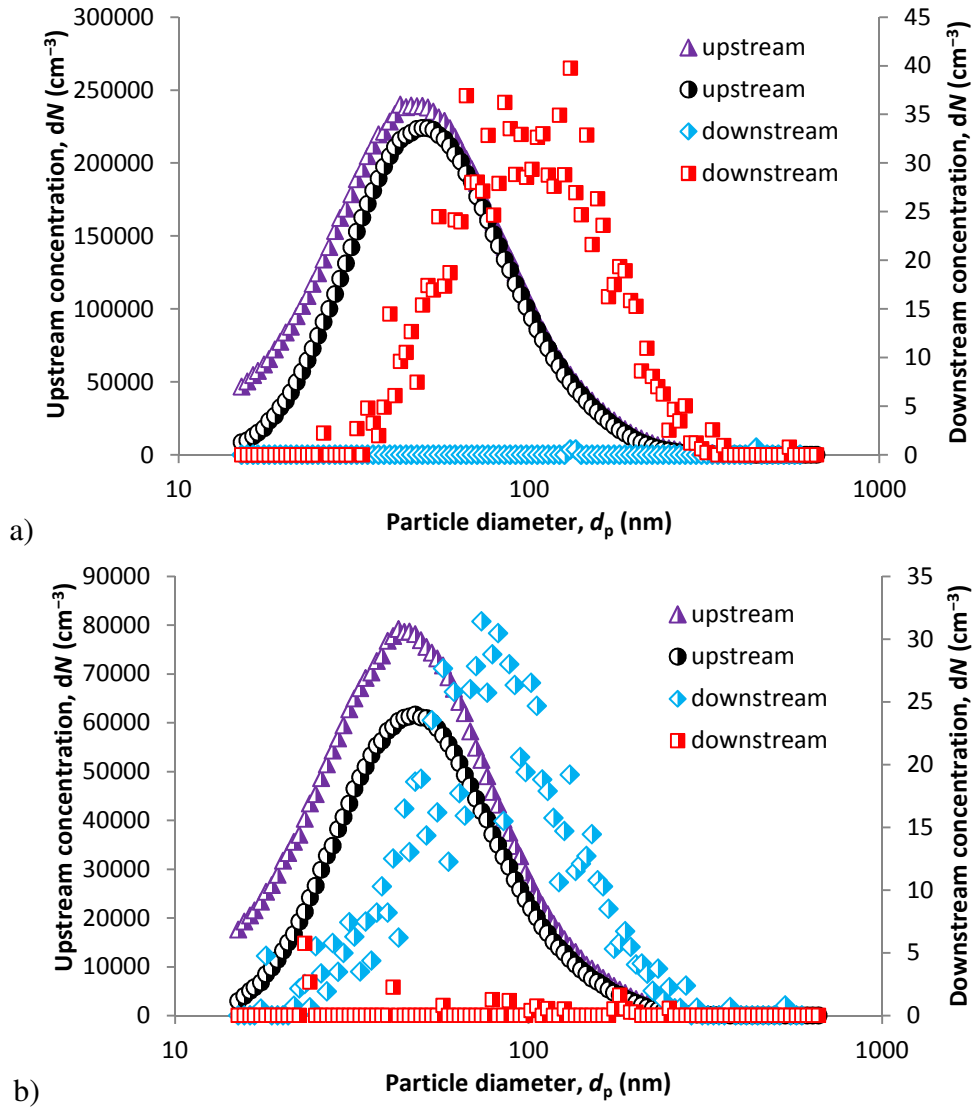 300000
250000
200000
150000
100000
50000
0
Upstream concentration, dN (cm⁻³)
45
40
35
30
25
20
15
10
5
0
Downstream concentration, dN (cm⁻³)
upstream
upstream
downstream
downstream
10
100
1000
Particle diameter, dp (nm)
a)
90000
80000
70000
60000
50000
40000
30000
20000
10000
0
Upstream concentration, dN (cm⁻³)
35
30
25
20
15
10
5
0
Downstream concentration, dN (cm⁻³)
upstream
upstream
downstream
downstream
10
100
1000
Particle diameter, dp (nm)
b)